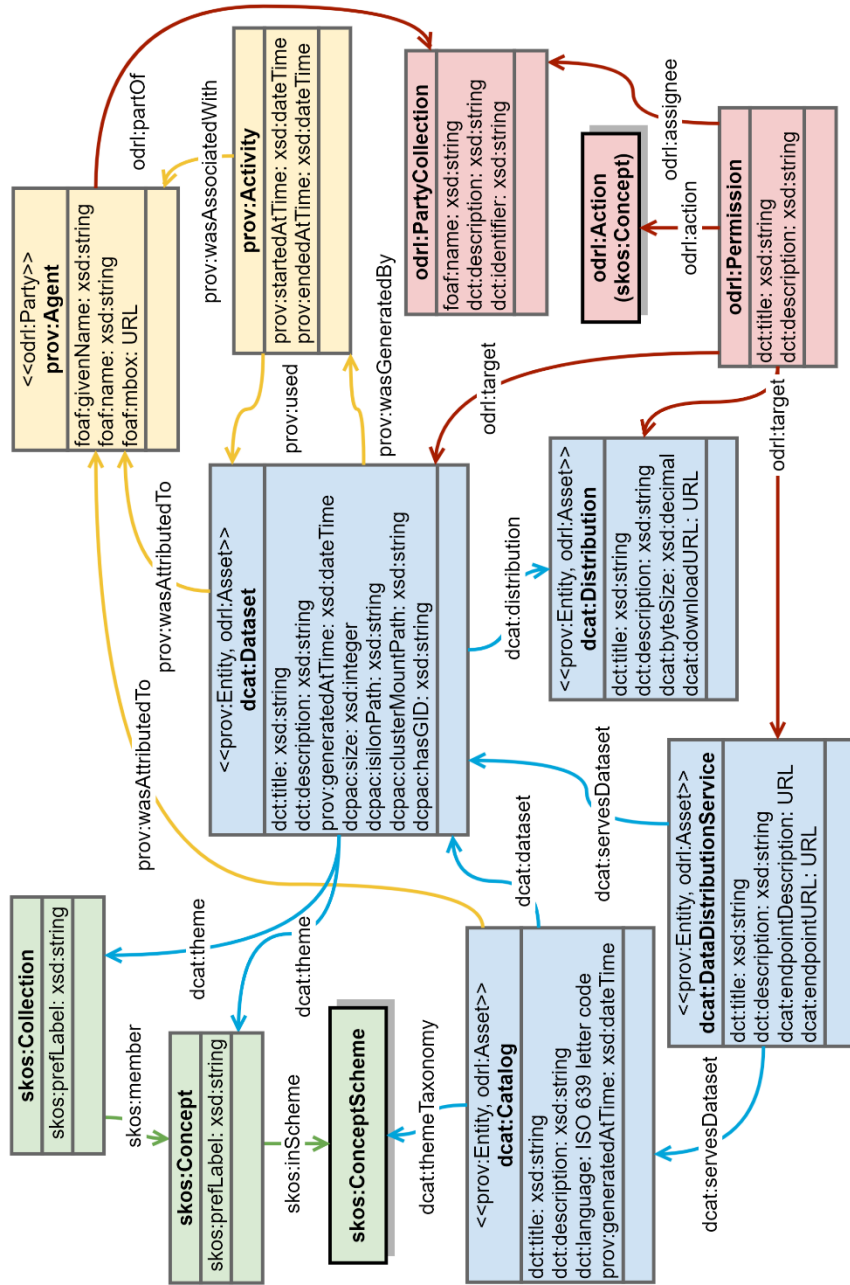 skos:Collection
skos:prefLabel: xsd:string
skos:member
skos:Concept
skos:prefLabel: xsd:string
skos:inScheme
skos:ConceptScheme
dcat:theme
dcat:theme
dcat:themeTaxonomy
prov:wasAttributedTo
prov:wasAttributedTo
<<odrl:Party>>
prov:Agent
foaf:givenName: xsd:string
foaf:name: xsd:string
foaf:mbox: URL
odrl:partOf
prov:wasAssociatedWith
prov:Activity
prov:startedAtTime: xsd:dateTime
prov:endedAtTime: xsd:dateTime
prov:used
prov:wasGeneratedBy
<<prov:Entity, odrl:Asset>>
dcat:Dataset
dct:title: xsd:string
dct:description: xsd:string
prov:generatedAtTime: xsd:dateTime
dcpac:size: xsd:integer
dcpac:isilonPath: xsd:string
dcpac:clusterMountPath: xsd:string
dcpac:hasGID: xsd:string
<<prov:Entity, odrl:Asset>>
dcat:Catalog
dct:title: xsd:string
dct:description: xsd:string
dct:language: ISO 639 letter code
prov:generatedAtTime: xsd:dateTime
dcat:dataset
dcat:servesDataset
dcat:distribution
odrl:target
odrl:PartyCollection
foaf:name: xsd:string
dct:description: xsd:string
dct:identifier: xsd:string
<<prov:Entity, odrl:Asset>>
dcat:Distribution
dct:title: xsd:string
dct:description: xsd:string
dcat:byteSize: xsd:decimal
dcat:downloadURL: URL
odrl:Action
(skos:Concept)
odrl:action
odrl:assignee
dcat:servesDataset
<<prov:Entity, odrl:Asset>>
dcat:DataDistributionService
dct:title: xsd:string
dct:description: xsd:string
dcat:endpointDescription: URL
dcat:endpointURL: URL
odrl:target
odrl:Permission
dct:title: xsd:string
dct:description: xsd:string